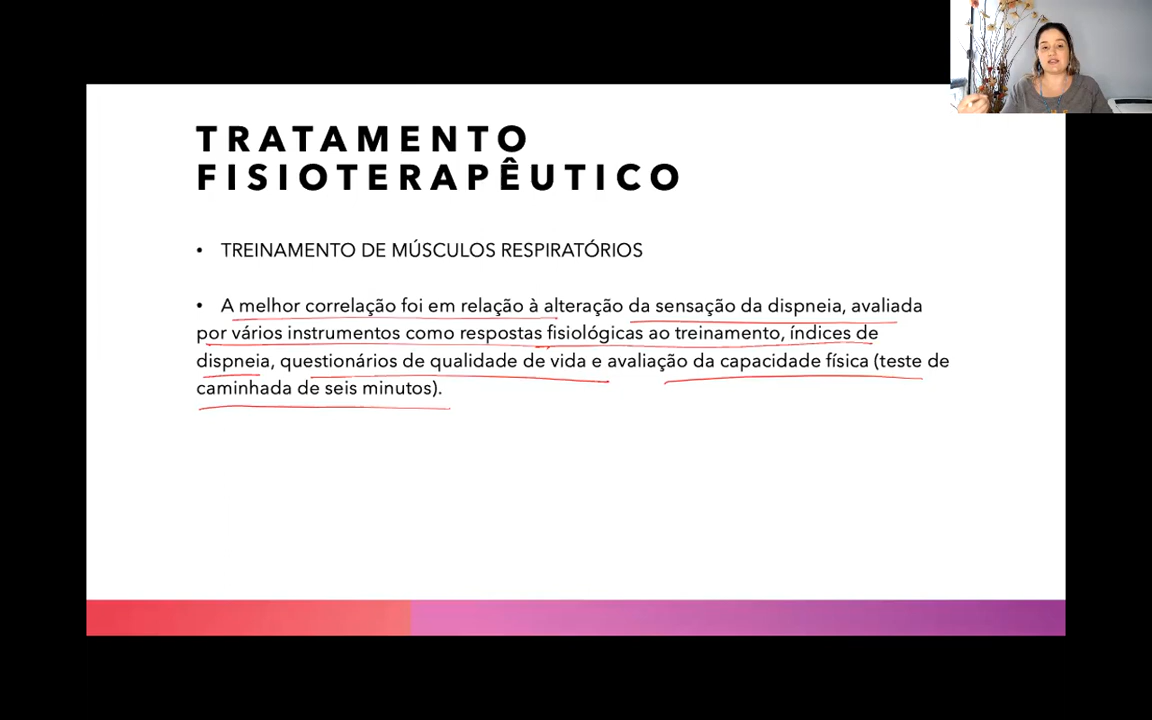 TRATAMENTO
FISIOTERAPÊUTICO
• TREINAMENTO DE MÚSCULOS RESPIRATÓRIOS
• A melhor correlação foi em relação à alteração da sensação da dispneia, avaliada
por vários instrumentos como respostas fisiológicas ao treinamento, índices de
dispneia, questionários de qualidade de vida e avaliação da capacidade física (teste de
caminhada de seis minutos).